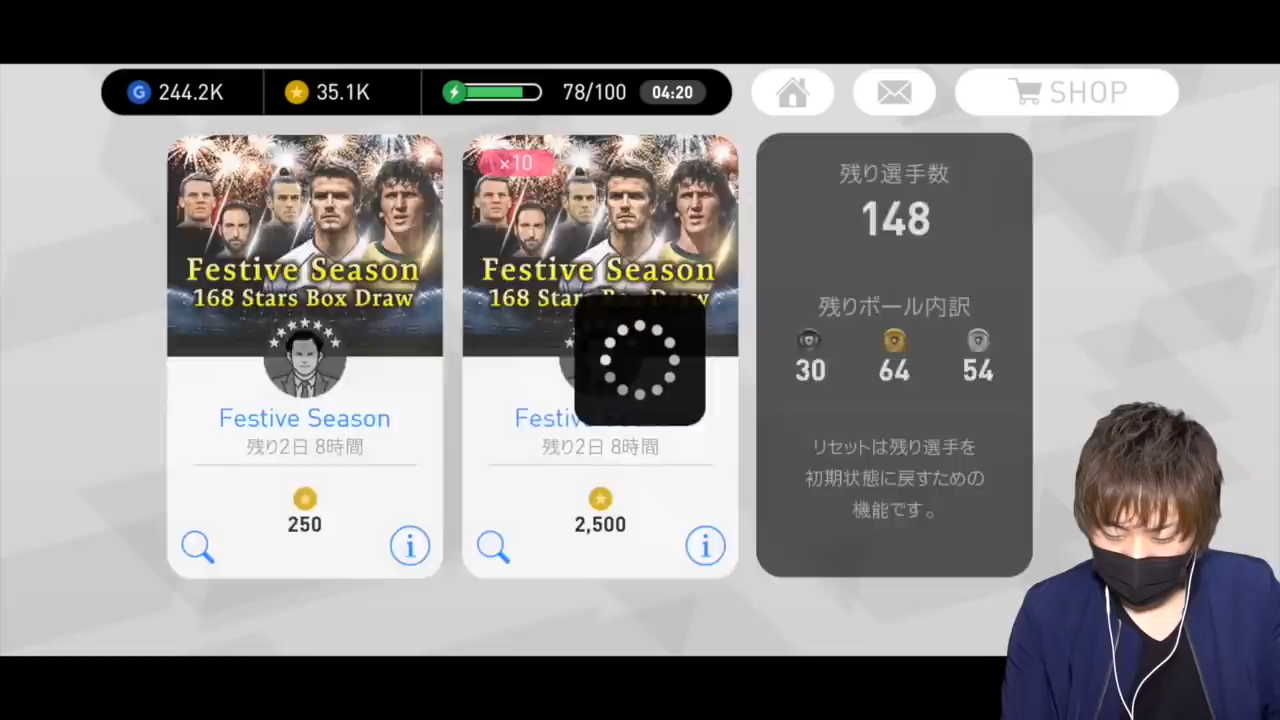 G 244.2K
35.1K
78/100
04:20
SHOP
Festive Season
168 Stars Box Draw
Festive Season
残り2日 8時間
250
×10
Festive Season
168 Stars Box Draw
残り2日 8時間
2,500
残り選手数
148
残りボール内訳
30
64
54
リセットは残り選手を
初期状態に戻すための
機能です。